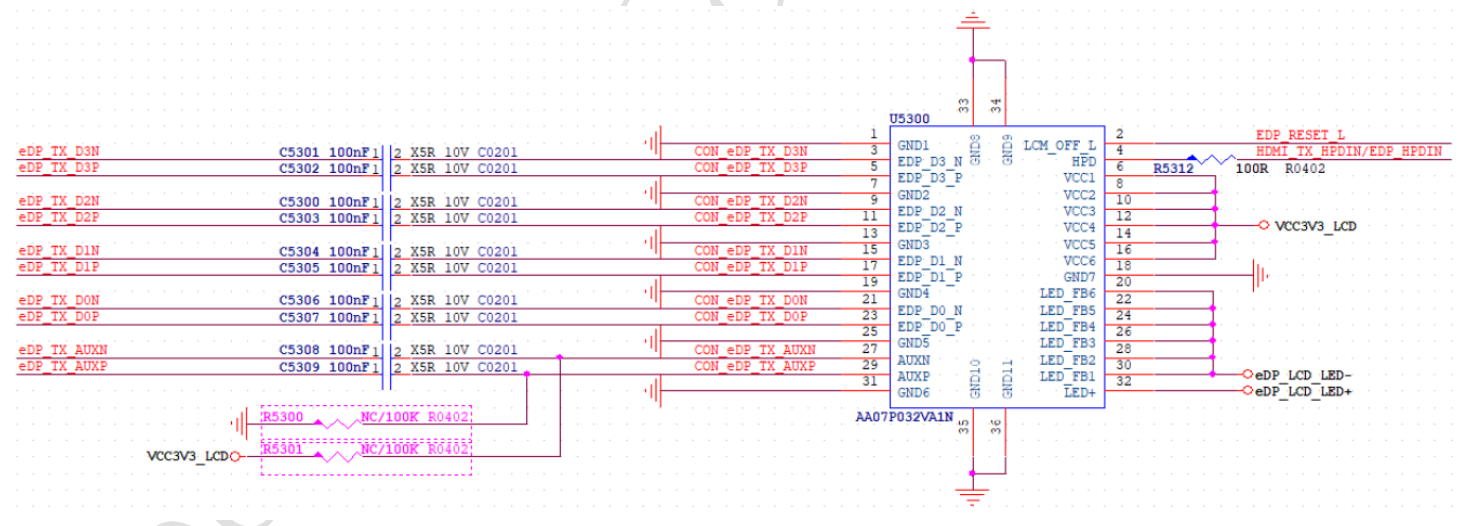 33 34
U5300
1 GND1 GND8 GND9 LCM_OFF_L 2 EDP_RESET_L
eDP_TX_D3N C5301 100nF 1 2 X5R 10V C0201 CON_eDP_TX_D3N 3 EDP_D3_N HPD 4 HDMI_TX_HPDIN/EDP_HPDIN
R5312 100R R0402
eDP_TX_D3P C5302 100nF 1 2 X5R 10V C0201 CON_eDP_TX_D3P 5 EDP_D3_P VCC1 6
7 GND2 VCC2 8
eDP_TX_D2N C5300 100nF 1 2 X5R 10V C0201 CON_eDP_TX_D2N 9 EDP_D2_N VCC3 10
eDP_TX_D2P C5303 100nF 1 2 X5R 10V C0201 CON_eDP_TX_D2P 11 EDP_D2_P VCC4 12 VCC3V3_LCD
13 GND3 VCC5 14
eDP_TX_D1N C5304 100nF 1 2 X5R 10V C0201 CON_eDP_TX_D1N 15 EDP_D1_N VCC6 16
eDP_TX_D1P C5305 100nF 1 2 X5R 10V C0201 CON_eDP_TX_D1P 17 EDP_D1_P GND7 18
19 GND4 LED_FB6 20
eDP_TX_D0N C5306 100nF 1 2 X5R 10V C0201 CON_eDP_TX_D0N 21 EDP_D0_N LED_FB5 22
eDP_TX_D0P C5307 100nF 1 2 X5R 10V C0201 CON_eDP_TX_D0P 23 EDP_D0_P LED_FB4 24
25 GND5 LED_FB3 26
eDP_TX_AUXN C5308 100nF 1 2 X5R 10V C0201 CON_eDP_TX_AUXN 27 AUXN LED_FB2 28
eDP_TX_AUXP C5309 100nF 1 2 X5R 10V C0201 CON_eDP_TX_AUXP 29 AUXP LED_FB1 30 eDP_LCD_LED-
31 GND6 GND10 GND11 LED+ 32 eDP_LCD_LED+
AA07P032VA1N
35 36
R5300 NC/100K R0402
VCC3V3_LCD R5301 NC/100K R0402